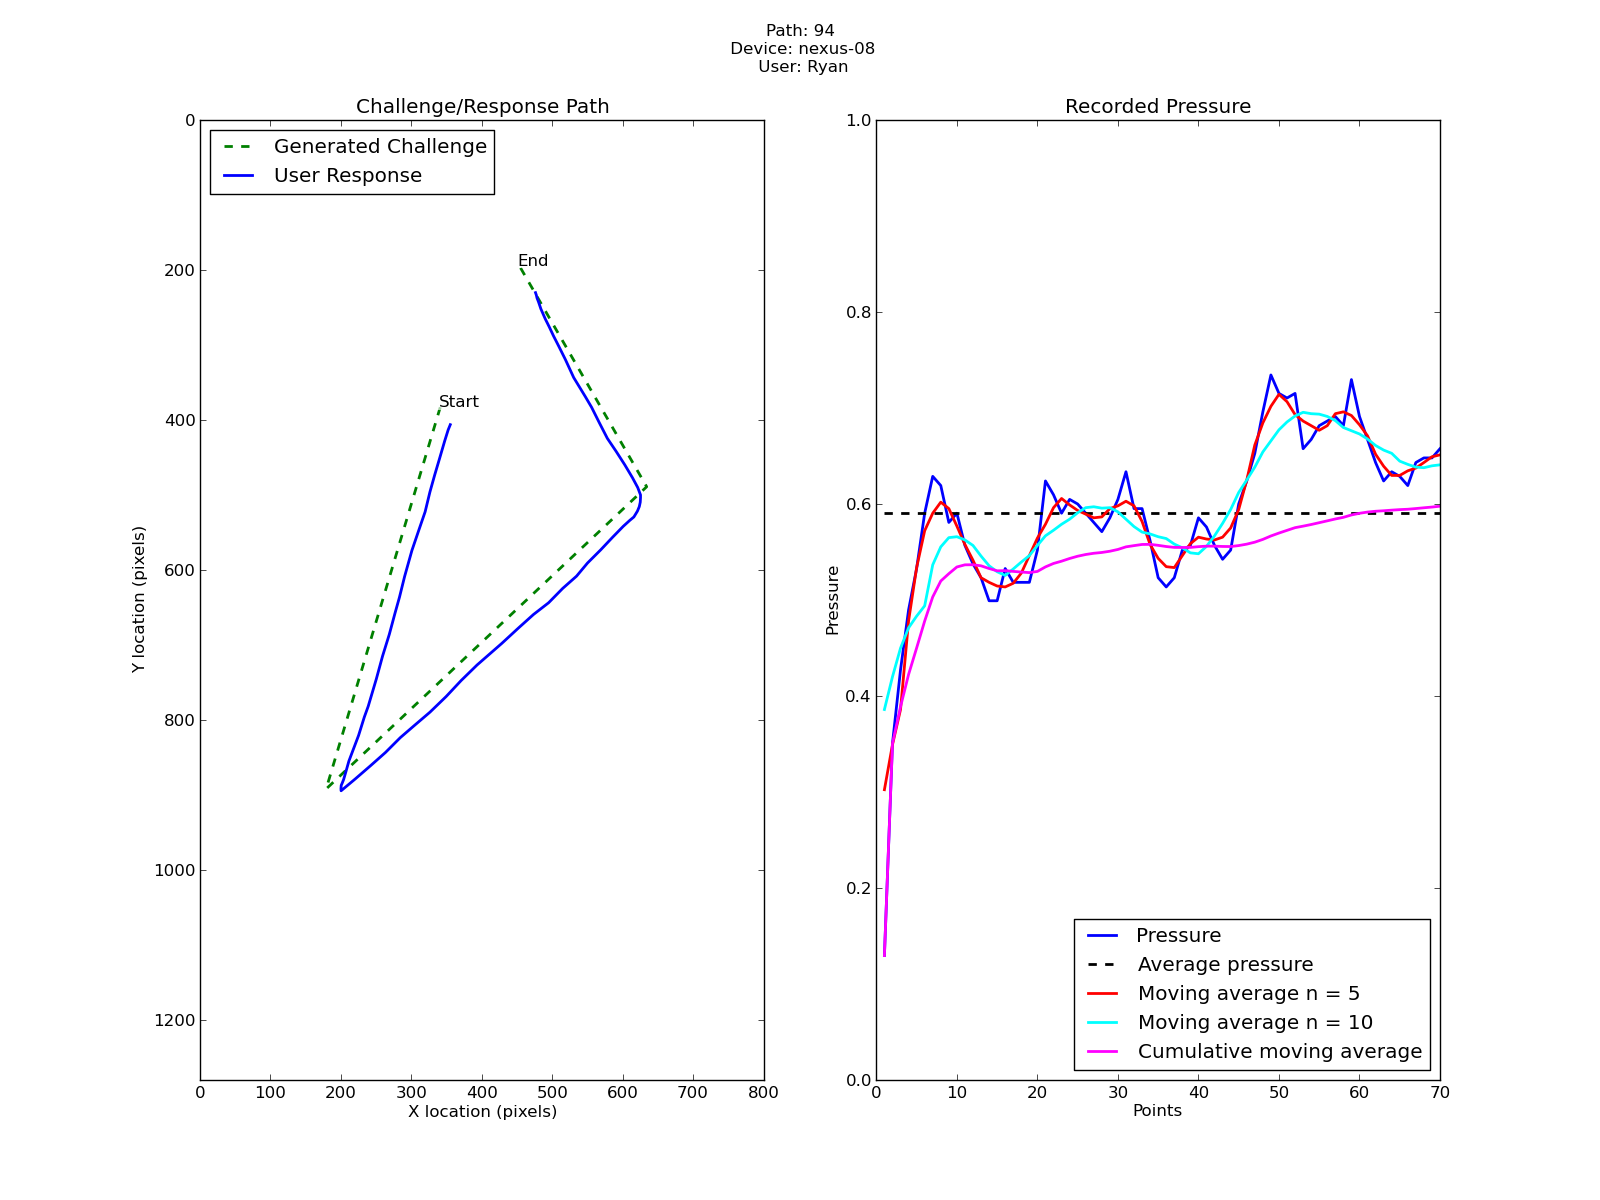 Path: 94
Device: nexus-08
User: Ryan
Challenge/Response Path
Generated Challenge
User Response
End
Start
0
200
400
600
800
1000
1200
Y location (pixels)
0 100 200 300 400 500 600 700 800
X location (pixels)
Recorded Pressure
1.0
0.8
0.6
0.4
0.2
0.0
Pressure
Pressure
Average pressure
Moving average n = 5
Moving average n = 10
Cumulative moving average
0 10 20 30 40 50 60 70
Points